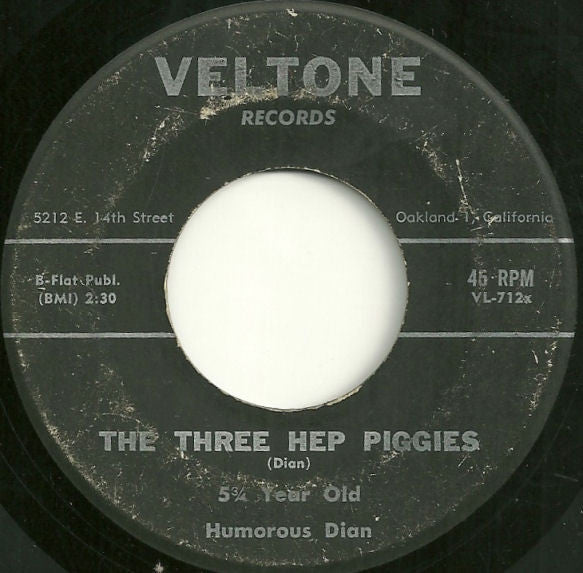 VELTONE
RECORDS
5212 E. 14th Street
Oakland 1, California
B-Flat Publ.
(BMI) 2:30
45 RPM
VL-712x
THE THREE HEP PIGGIES
(Dian)
5¾ Year Old
Humorous Dian